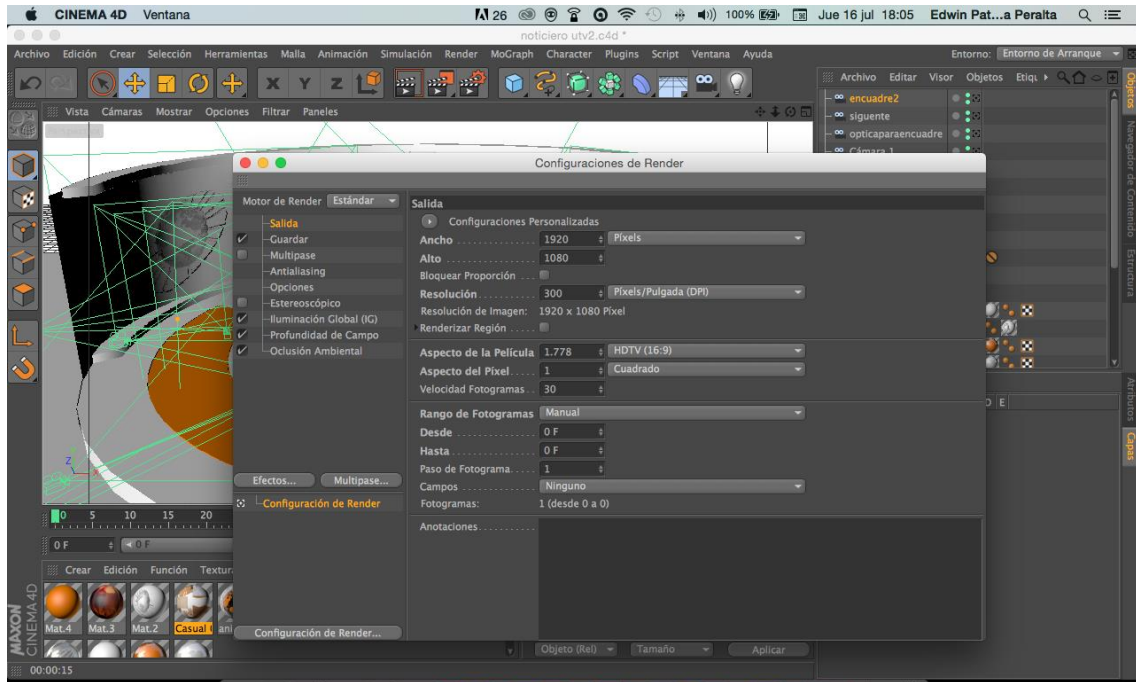 CINEMA 4D Ventana 26 100% Jue 16 jul 18:05 Edwin Pat...a Peralta
noticiero utv2.c4d *
Archivo Edición Crear Selección Herramientas Malla Animación Simulación Render MoGraph Character Plugins Script Ventana Ayuda Entorno: Entorno de Arranque
X Y Z
Archivo Editar Visor Objetos Etiqu
Vista Cámaras Mostrar Opciones Filtrar Paneles
encuadre2
siguente
opticaparaencuadre
Cámara 1
Objetos
Navegador de Contenido
Estructura
Atributos
Capas
Configuraciones de Render
Motor de Render Estándar
Salida
Guardar
Multipase
Antialiasing
Opciones
Estereoscópico
Iluminación Global (IG)
Profundidad de Campo
Oclusión Ambiental
Efectos... Multipase...
Configuración de Render
Configuración de Render...
Salida
Configuraciones Personalizadas
Ancho 1920 Píxels
Alto 1080
Bloquear Proporción
Resolución 300 Píxels/Pulgada (DPI)
Resolución de Imagen: 1920 x 1080 Píxel
Renderizar Región
Aspecto de la Película 1.778 HDTV (16:9)
Aspecto del Píxel 1 Cuadrado
Velocidad Fotogramas 30
Rango de Fotogramas Manual
Desde 0 F
Hasta 0 F
Paso de Fotograma 1
Campos Ninguno
Fotogramas: 1 (desde 0 a 0)
Anotaciones
D E
Z
0 5 10 15 20
0 F 0 F
Crear Edición Función Textur
Mat.4 Mat.3 Mat.2 Casual I ani
MAXON
CINEMA 4D
Objeto (Rel) Tamaño Aplicar
00:00:15